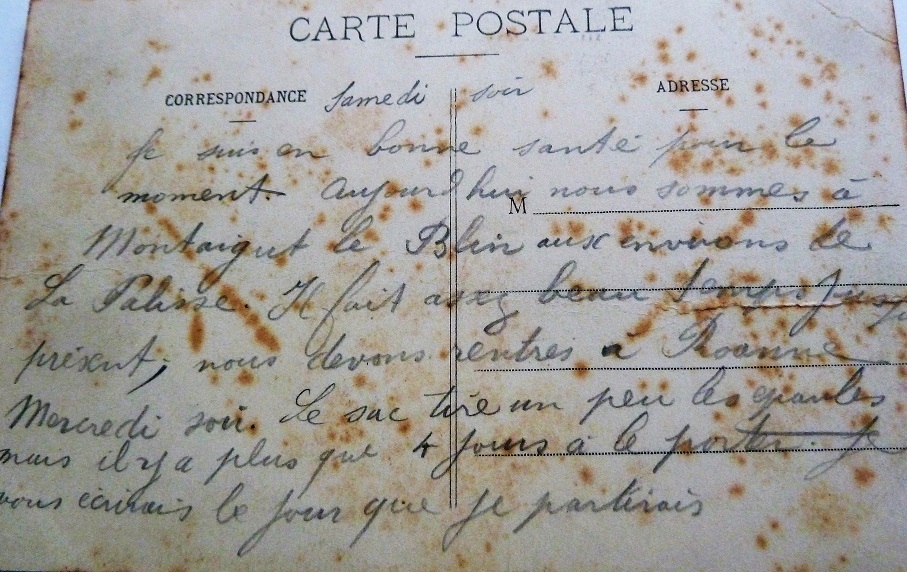 CARTE POSTALE
CORRESPONDANCE Samedi soir ADRESSE
Je suis en bonne santé pour le
moment. Aujourd'hui nous sommes à
M
Montaigut le Blin aux environs de
La Palisse. Il fait assez beau temps jusqu'
présent, nous devons rentres à Roanne
Mercredi soir. Le sac tire un peu les épaules
mais il y a plus que 4 jours à le porter. Je
vous écrirais le jour que je partirais